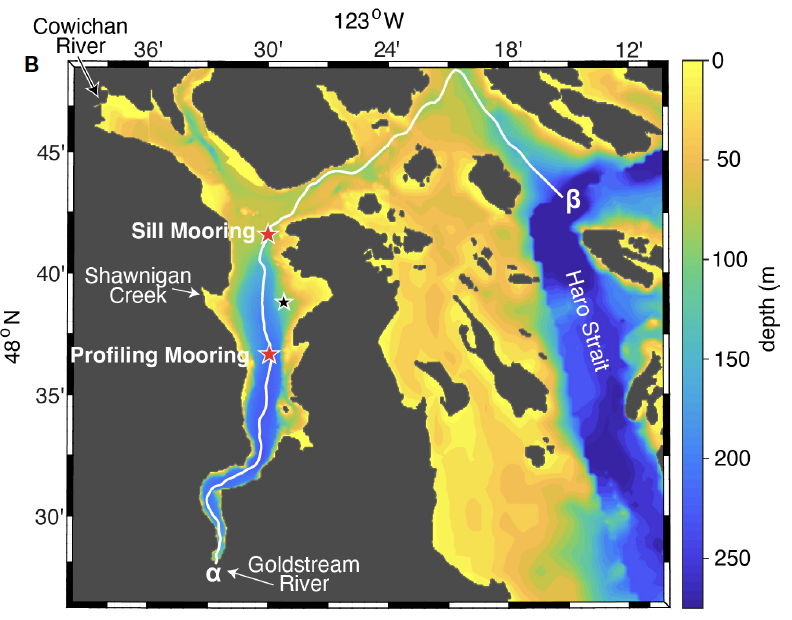 123°W
Cowichan
River
B
36'
30'
24'
18'
12'
0
45'
50
β
Sill Mooring
100
40'
Shawnigan
Creek
Haro Strait
48°N
depth (m
Profiling Mooring
150
35'
200
30'
250
α
Goldstream
River